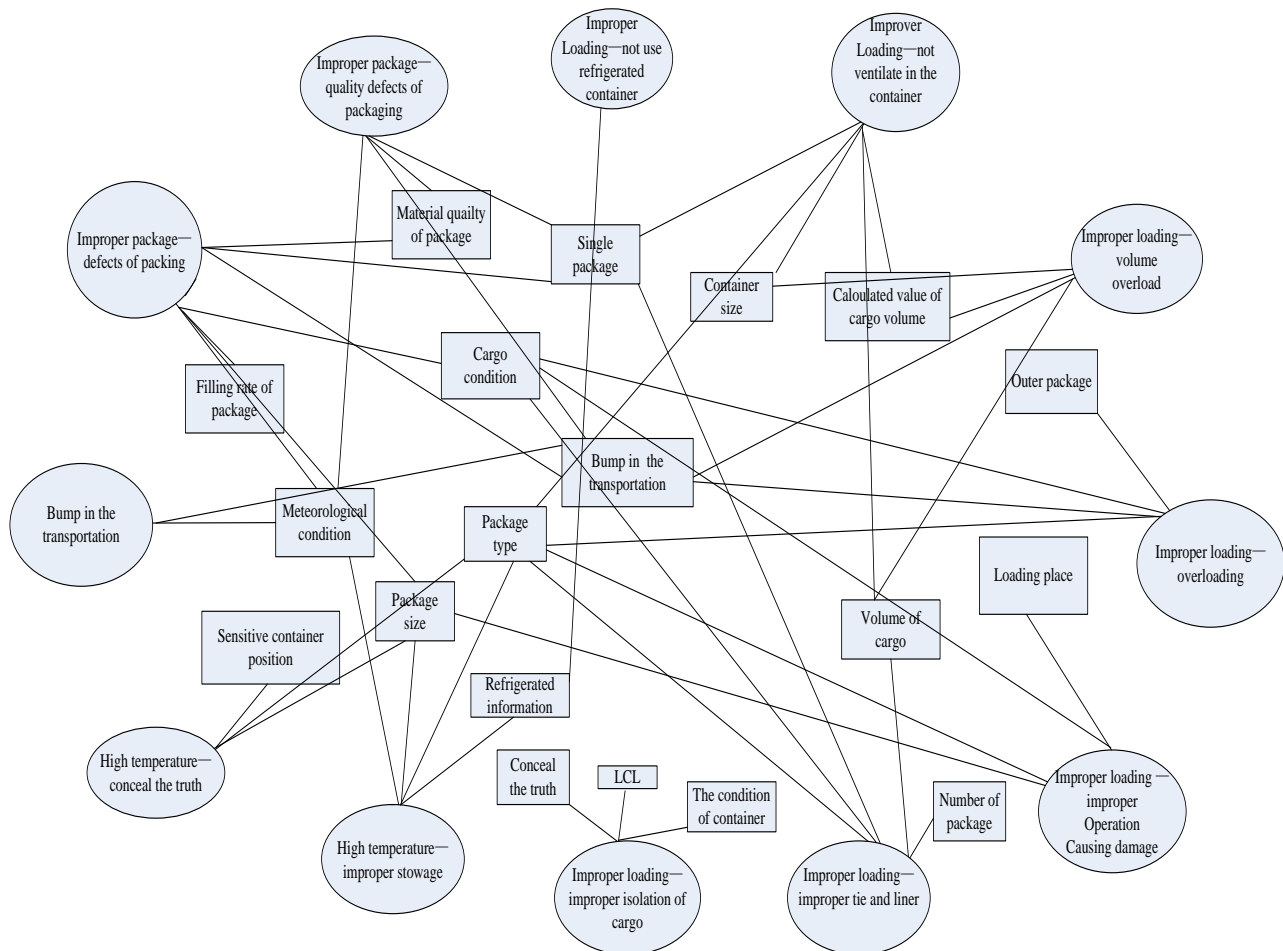 Improper
Loading—not use
refrigerated
container
Improver
Loading—not
ventilate in the
container
Improper package—
quality defects of
packaging
Material quailty
of package
Single
package
Improper package—
defects of packing
Improper loading—
volume
overload
Container
size
Caloulated value of
cargo volume
Cargo
condition
Outer package
Filling rate of
package
Bump in the
transportation
Bump in the
transportation
Meteorological
condition
Package
type
Improper loading—
overloading
Loading place
Package
size
Volume of
cargo
Sensitive container
position
Refrigerated
information
High temperature—
conceal the truth
Conceal
the truth
LCL
The condition
of container
Number of
package
Improper loading —
improper
Operation
Causing damage
High temperature—
improper stowage
Improper loading—
improper isolation of
cargo
Improper loading—
improper tie and liner